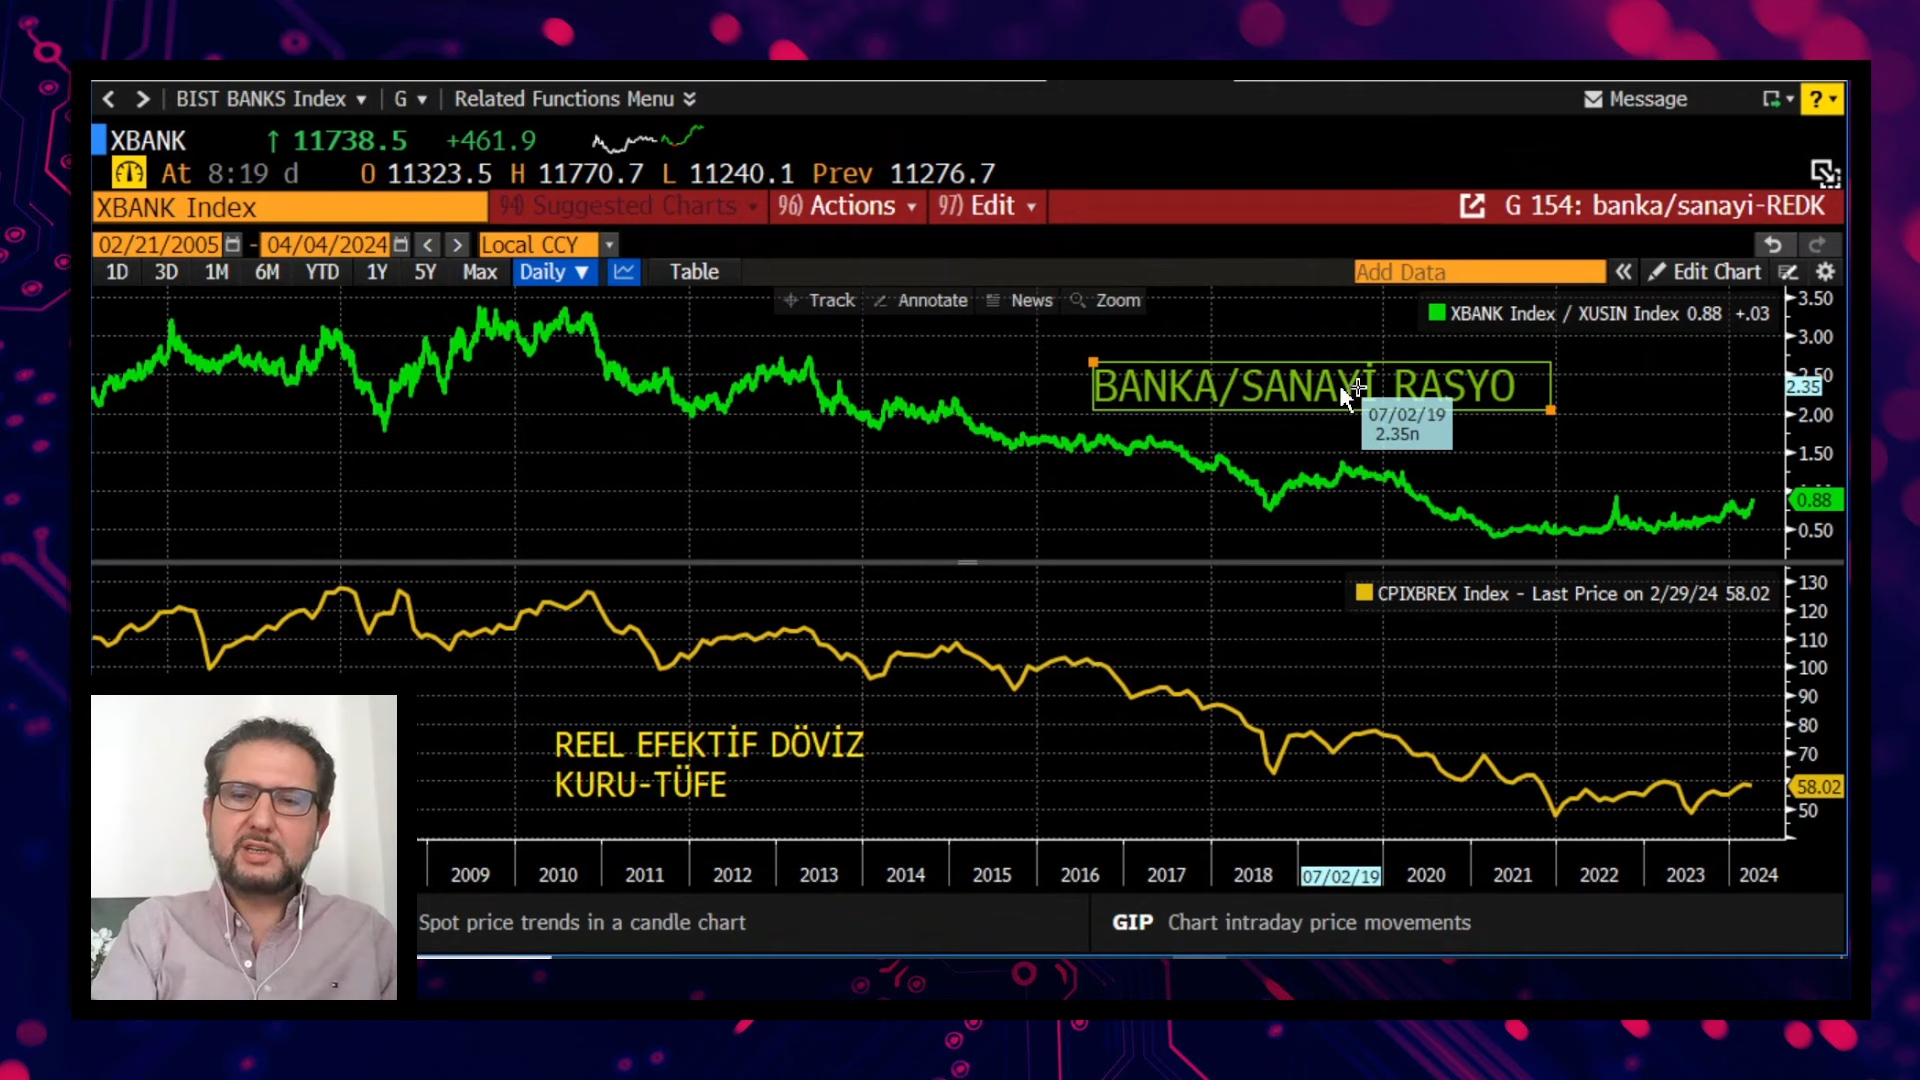 BIST BANKS Index G Related Functions Menu Message ?
XBANK 11738.5 +461.9
At 8:19 d O 11323.5 H 11770.7 L 11240.1 Prev 11276.7
XBANK Index 94) Suggested Charts 96) Actions 97) Edit G 154: banka/sanayi-REDK
02/21/2005 - 04/04/2024 Local CCY
1D 3D 1M 6M YTD 1Y 5Y Max Daily Table Add Data Edit Chart
Track Annotate News Zoom
XBANK Index / XUSIN Index 0.88 +.03
3.50
3.00
2.50
2.35
2.00
1.50
0.88
0.50
BANKA/SANAYİ RASYO
07/02/19
2.35n
CPIXBREX Index - Last Price on 2/29/24 58.02
130
120
110
100
90
80
70
58.02
50
REEL EFEKTİF DÖVİZ
KURU-TÜFE
2009 2010 2011 2012 2013 2014 2015 2016 2017 2018 07/02/19 2020 2021 2022 2023 2024
Spot price trends in a candle chart GIP Chart intraday price movements